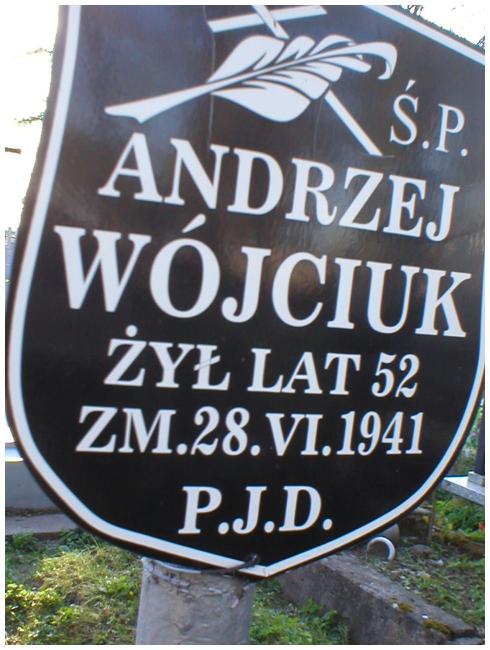 Ś.P.
ANDRZEJ
WÓJCIUK
ŻYŁ LAT 52
ZM.28.VI.1941
P.J.D.